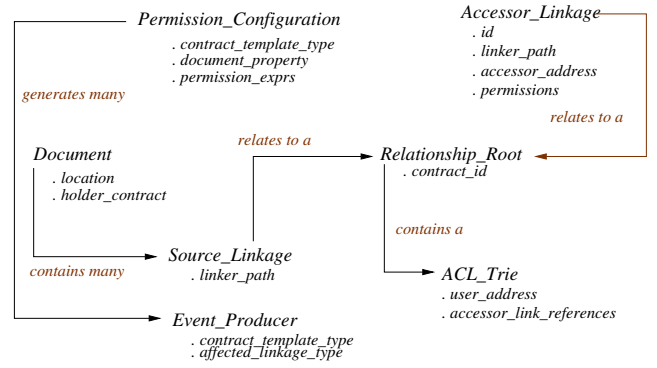 Permission_Configuration
. contract_template_type
. document_property
. permission_exprs
generates many
Accessor_Linkage
. id
. linker_path
. accessor_address
. permissions
relates to a
relates to a
Document
. location
. holder_contract
Relationship_Root
. contract_id
contains many
Source_Linkage
. linker_path
contains a
ACL_Trie
. user_address
. accessor_link_references
Event_Producer
. contract_template_type
. affected_linkage_type